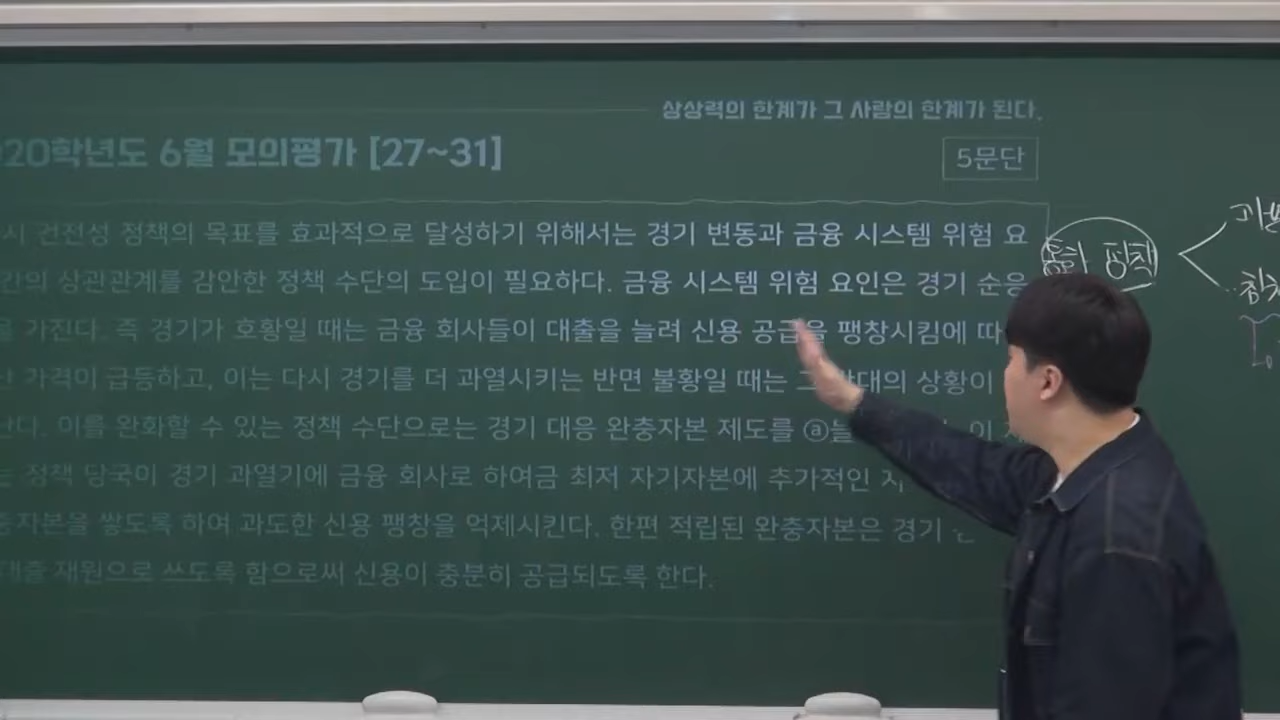 상상력의 한계가 그 사람의 한계가 된다.
020학년도 6월 모의평가 [27~31]
5문단
시 건전성 정책의 목표를 효과적으로 달성하기 위해서는 경기 변동과 금융 시스템 위험 요
간의 상관관계를 감안한 정책 수단의 도입이 필요하다. 금융 시스템 위험 요인은 경기 순응
을 가진다. 즉 경기가 호황일 때는 금융 회사들이 대출을 늘려 신용 공급을 팽창시킴에 따
산 가격이 급등하고, 이는 다시 경기를 더 과열시키는 반면 불황일 때는 그 반대의 상황이
난다. 이를 완화할 수 있는 정책 수단으로는 경기 대응 완충자본 제도를 ⓐ들
는 정책 당국이 경기 과열기에 금융 회사로 하여금 최저 자기자본에 추가적인 자
충자본을 쌓도록 하여 과도한 신용 팽창을 억제시킨다. 한편 적립된 완충자본은 경기
대출 재원으로 쓰도록 함으로써 신용이 충분히 공급되도록 한다.
통화 정책